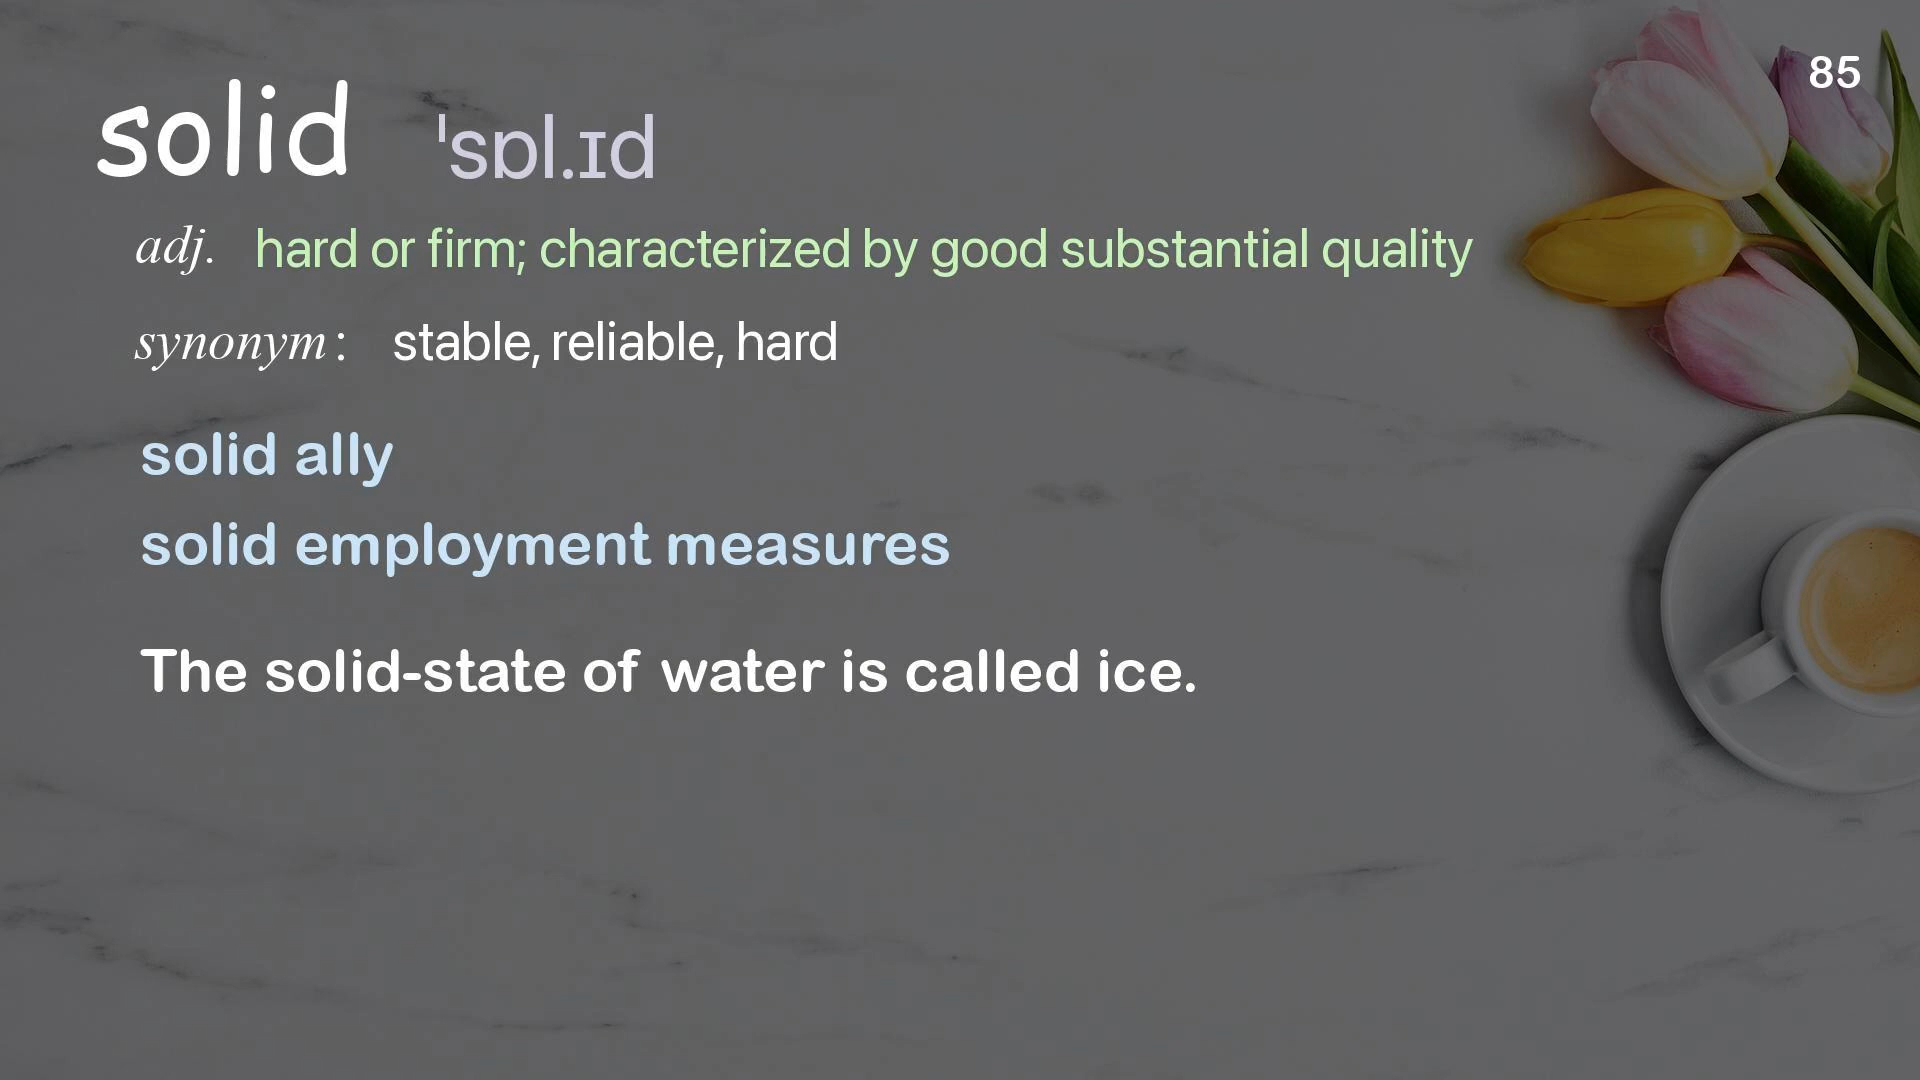 85
solid ˈsɒl.ɪd
adj. hard or firm; characterized by good substantial quality
synonym : stable, reliable, hard
solid ally
solid employment measures
The solid-state of water is called ice.